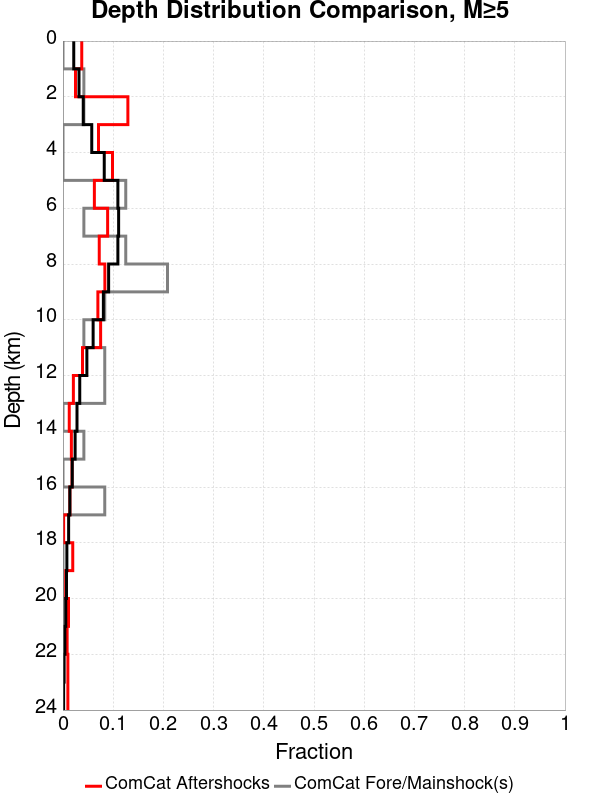 Depth Distribution Comparison, M≥5
0
2
4
6
8
10
12
14
16
18
20
22
24
Depth (km)
0 0.1 0.2 0.3 0.4 0.5 0.6 0.7 0.8 0.9 1
Fraction
ComCat Aftershocks ComCat Fore/Mainshock(s)